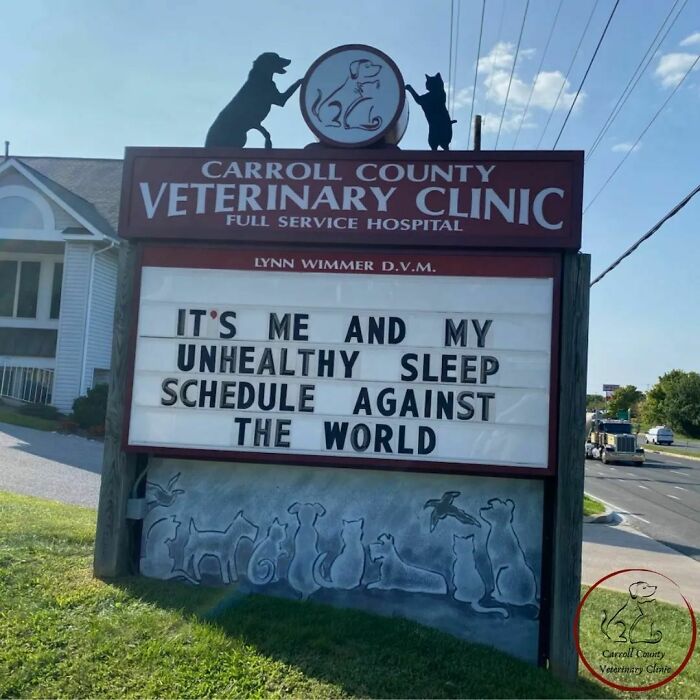 CARROLL COUNTY
VETERINARY CLINIC
FULL SERVICE HOSPITAL
LYNN WIMMER D.V.M.
IT'S ME AND MY
UNHEALTHY SLEEP
SCHEDULE AGAINST
THE WORLD
Carroll County
Veterinary Clinic